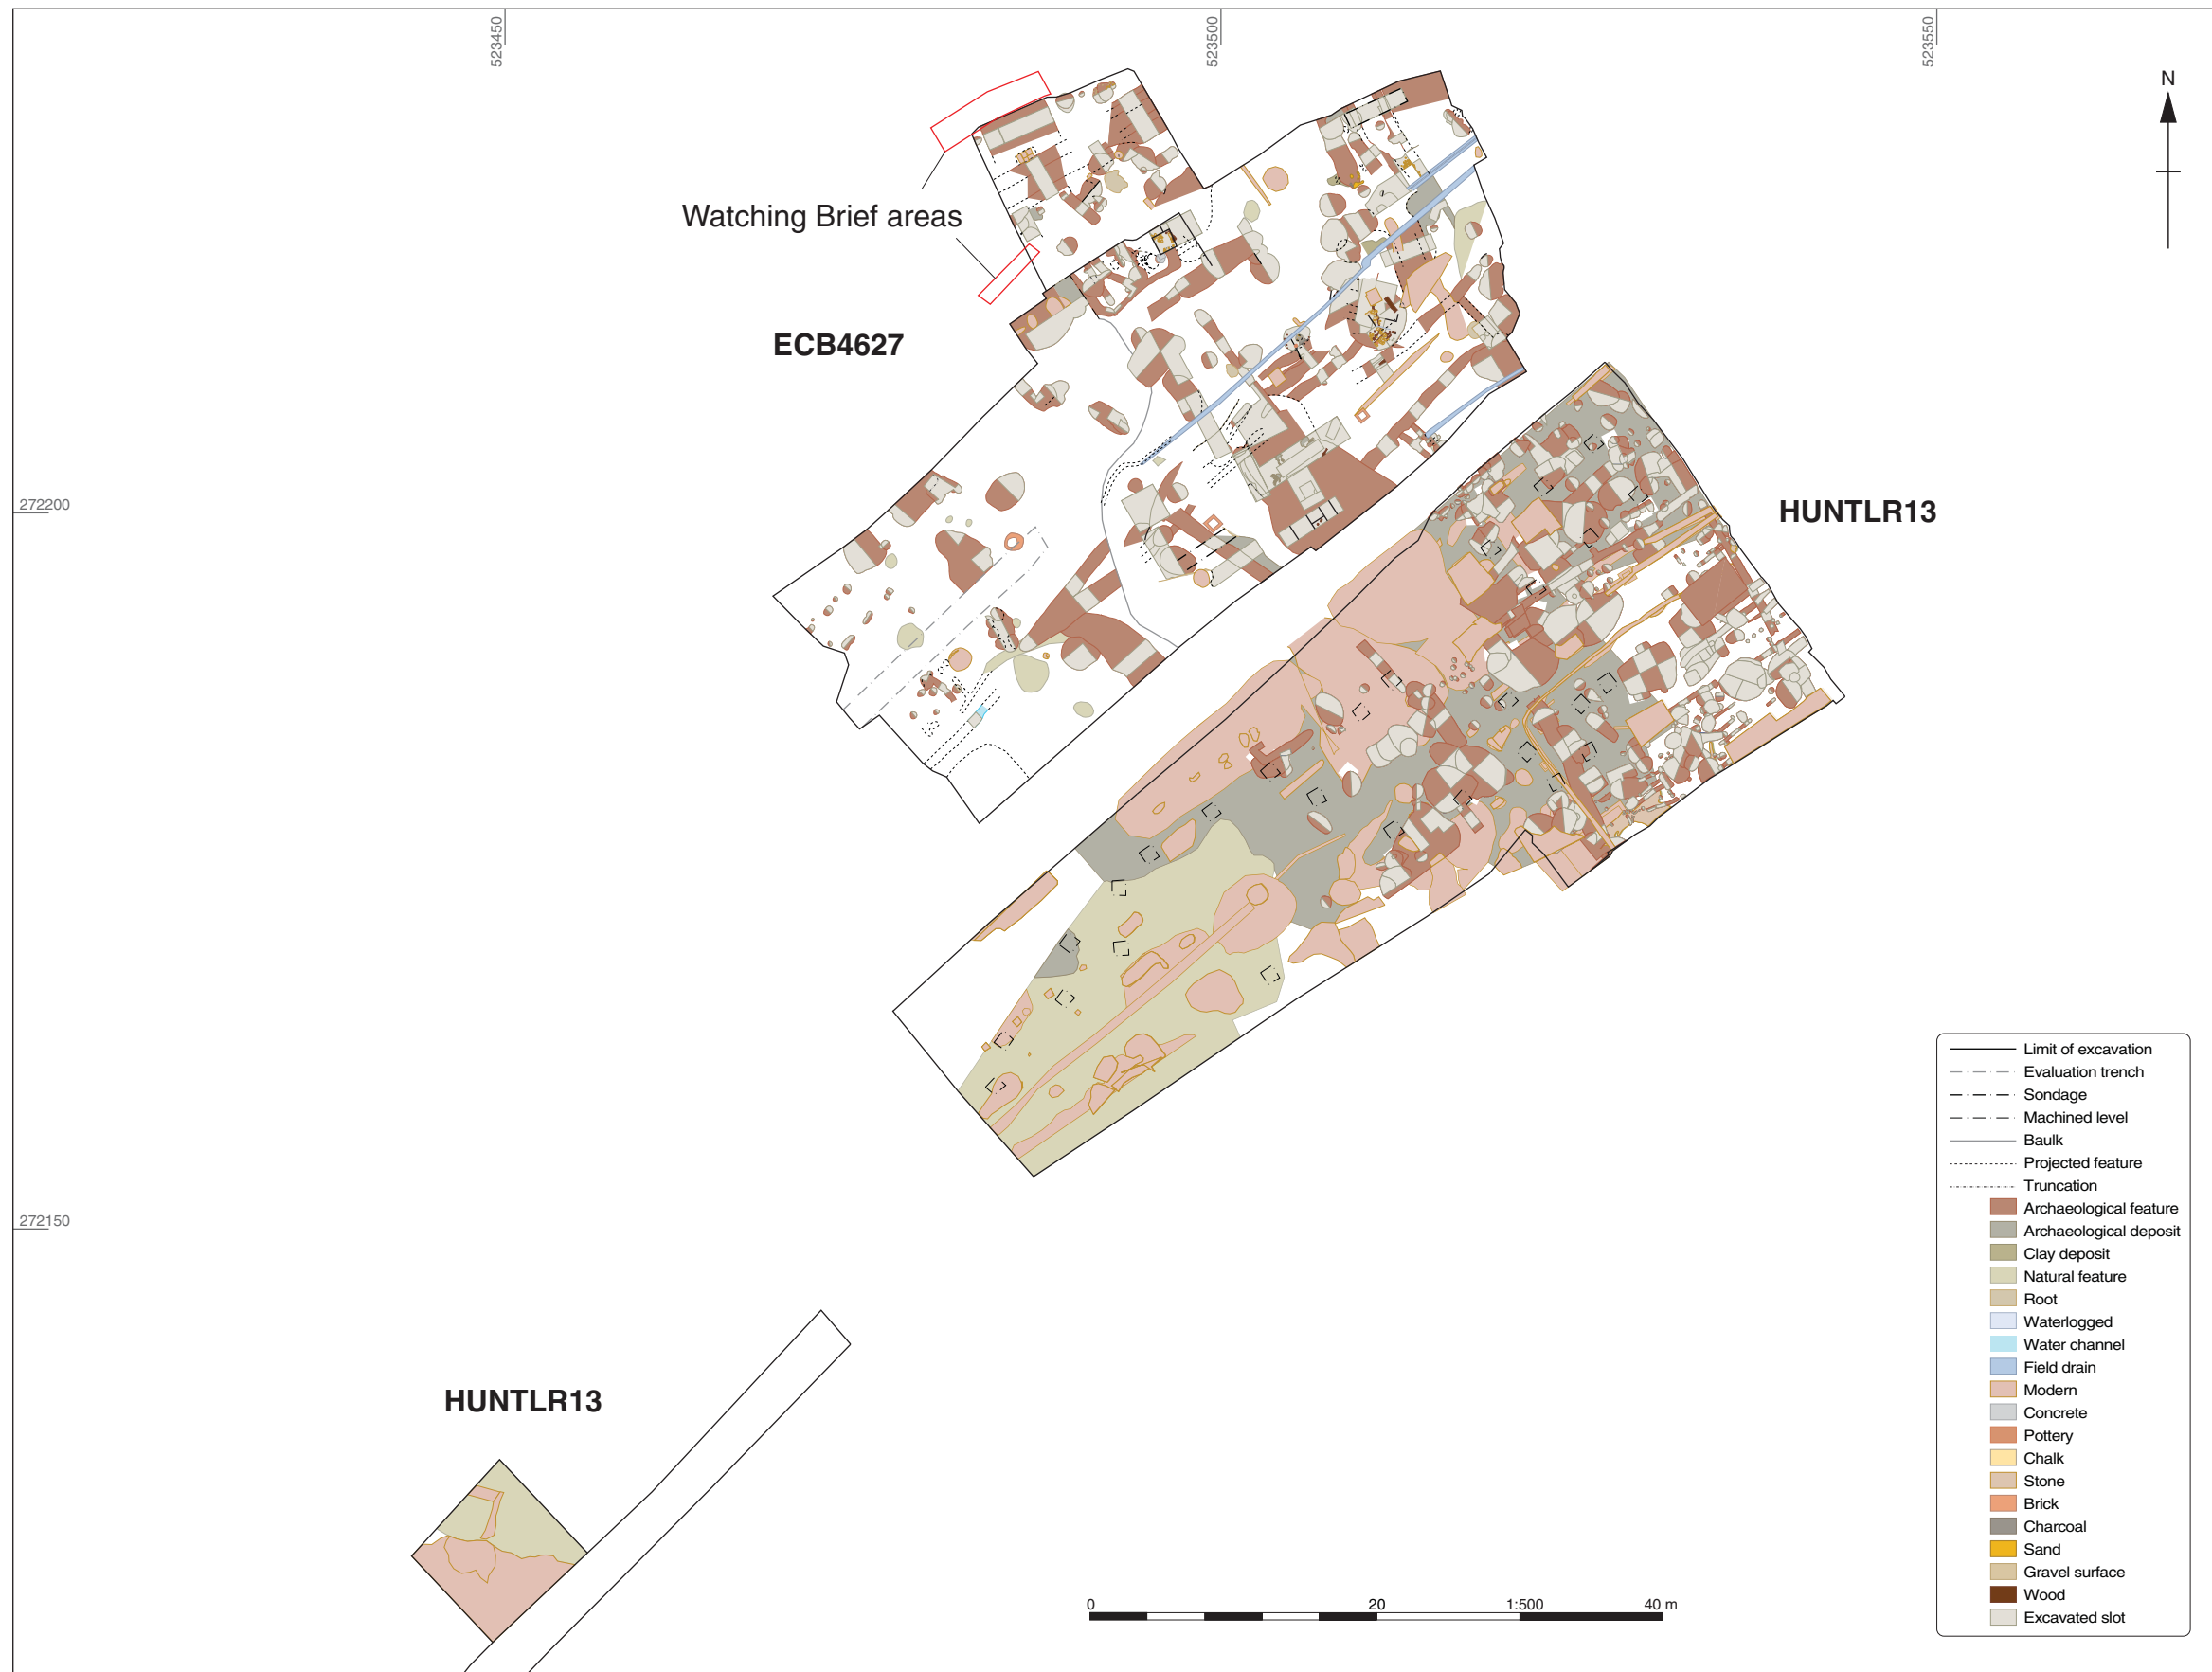 523450
523500
523550
N
Watching Brief areas
ECB4627
272200
HUNTLR13
272150
HUNTLR13
Limit of excavation
Evaluation trench
Sondage
Machined level
Baulk
Projected feature
Truncation
Archaeological feature
Archaeological deposit
Clay deposit
Natural feature
Root
Waterlogged
Water channel
Field drain
Modern
Concrete
Pottery
Chalk
Stone
Brick
Charcoal
Sand
Gravel surface
Wood
Excavated slot
0 20 1:500 40 m